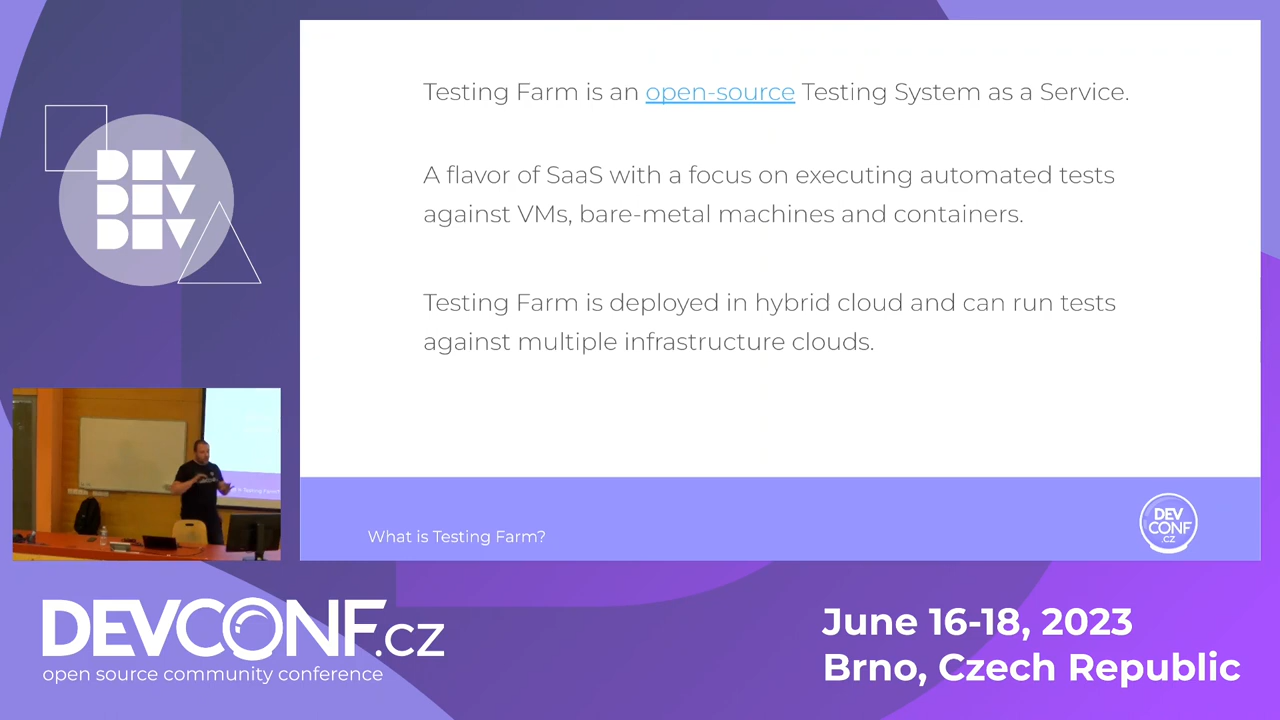 DEV
DEV
DEV
Testing Farm is an open-source Testing System as a Service.
A flavor of SaaS with a focus on executing automated tests
against VMs, bare-metal machines and containers.
Testing Farm is deployed in hybrid cloud and can run tests
against multiple infrastructure clouds.
What is Testing Farm?
DEV
CONF
.CZ
DEVCONF.cz
open source community conference
June 16-18, 2023
Brno, Czech Republic